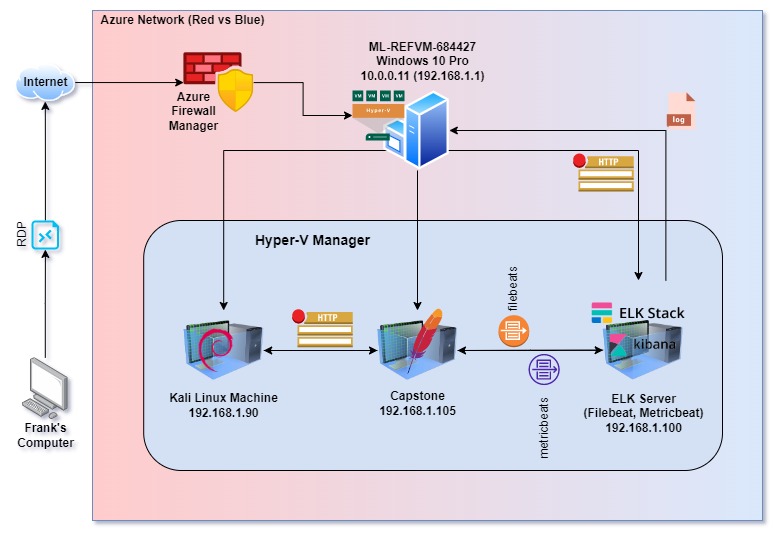 Azure Network (Red vs Blue)
ML-REFVM-684427
Windows 10 Pro
10.0.0.11 (192.168.1.1)
Internet
Azure
Firewall
Manager
VM VM VM VM
Hyper-V
log
HTTP
RDP
Hyper-V Manager
HTTP
filebeats
ELK Stack
kibana
metricbeats
Kali Linux Machine
192.168.1.90
Capstone
192.168.1.105
ELK Server
(Filebeat, Metricbeat)
192.168.1.100
Frank's
Computer